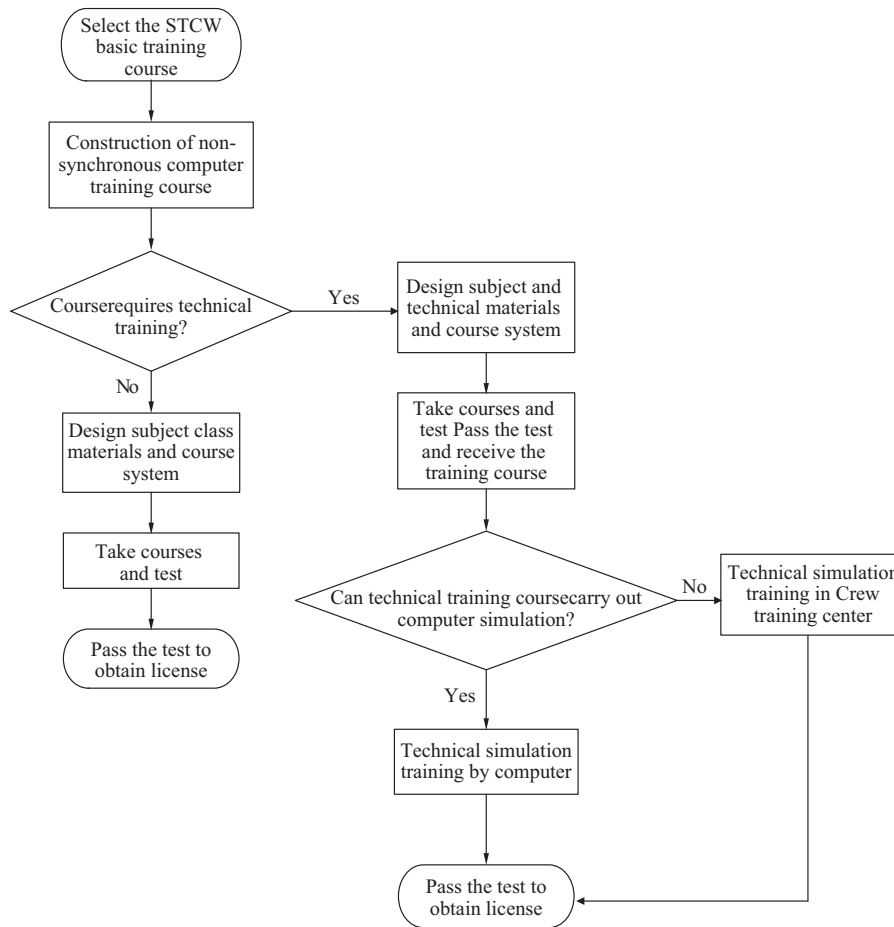 Select the STCW
basic training
course
Construction of non-
synchronous computer
training course
Courserequires technical
training?
Yes
No
Design subject and
technical materials
and course system
Design subject class
materials and course
system
Take courses and
test Pass the test
and receive the
training course
Take courses
and test
Pass the test to
obtain license
Can technical training coursecarry out
computer simulation?
No
Technical simulation
training in Crew
training center
Yes
Technical simulation
training by computer
Pass the test to
obtain license